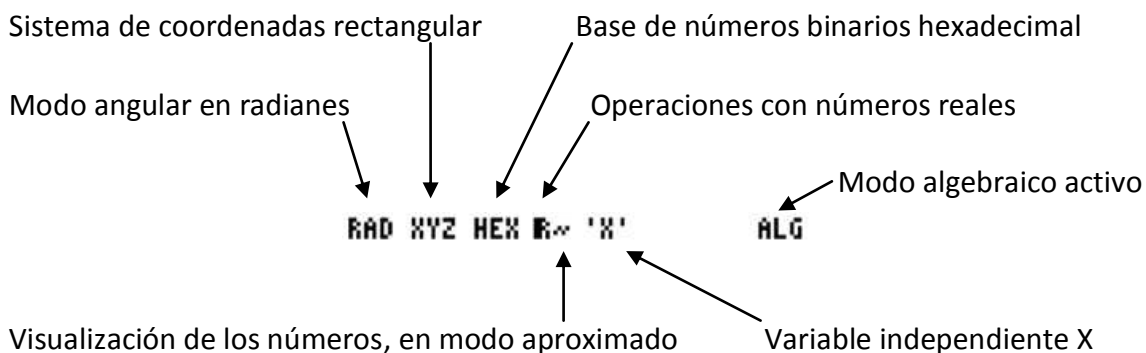 Sistema de coordenadas rectangular Base de números binarios hexadecimal
Modo angular en radianes Operaciones con números reales
Modo algebraico activo
RAD XYZ HEX R~ 'X' ALG
Visualización de los números, en modo aproximado Variable independiente X